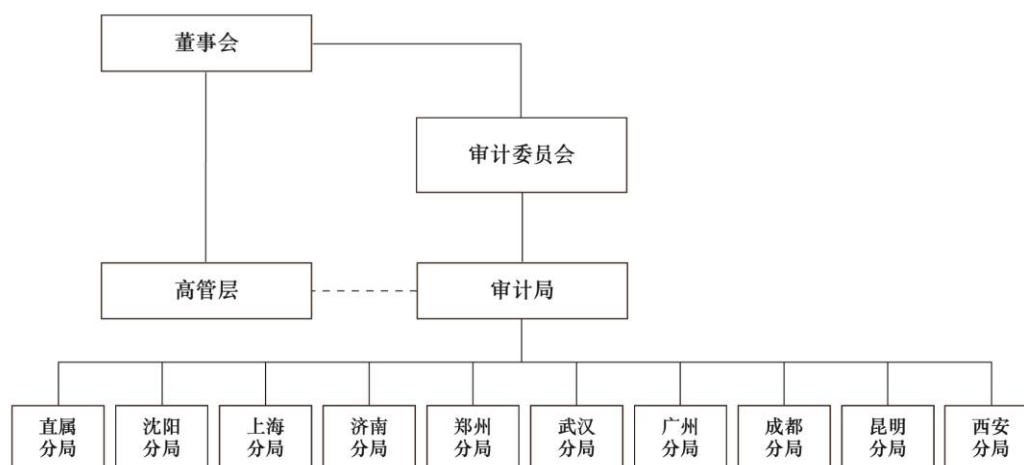 董事会
审计委员会
高管层
审计局
直属
分局
沈阳
分局
上海
分局
济南
分局
郑州
分局
武汉
分局
广州
分局
成都
分局
昆明
分局
西安
分局